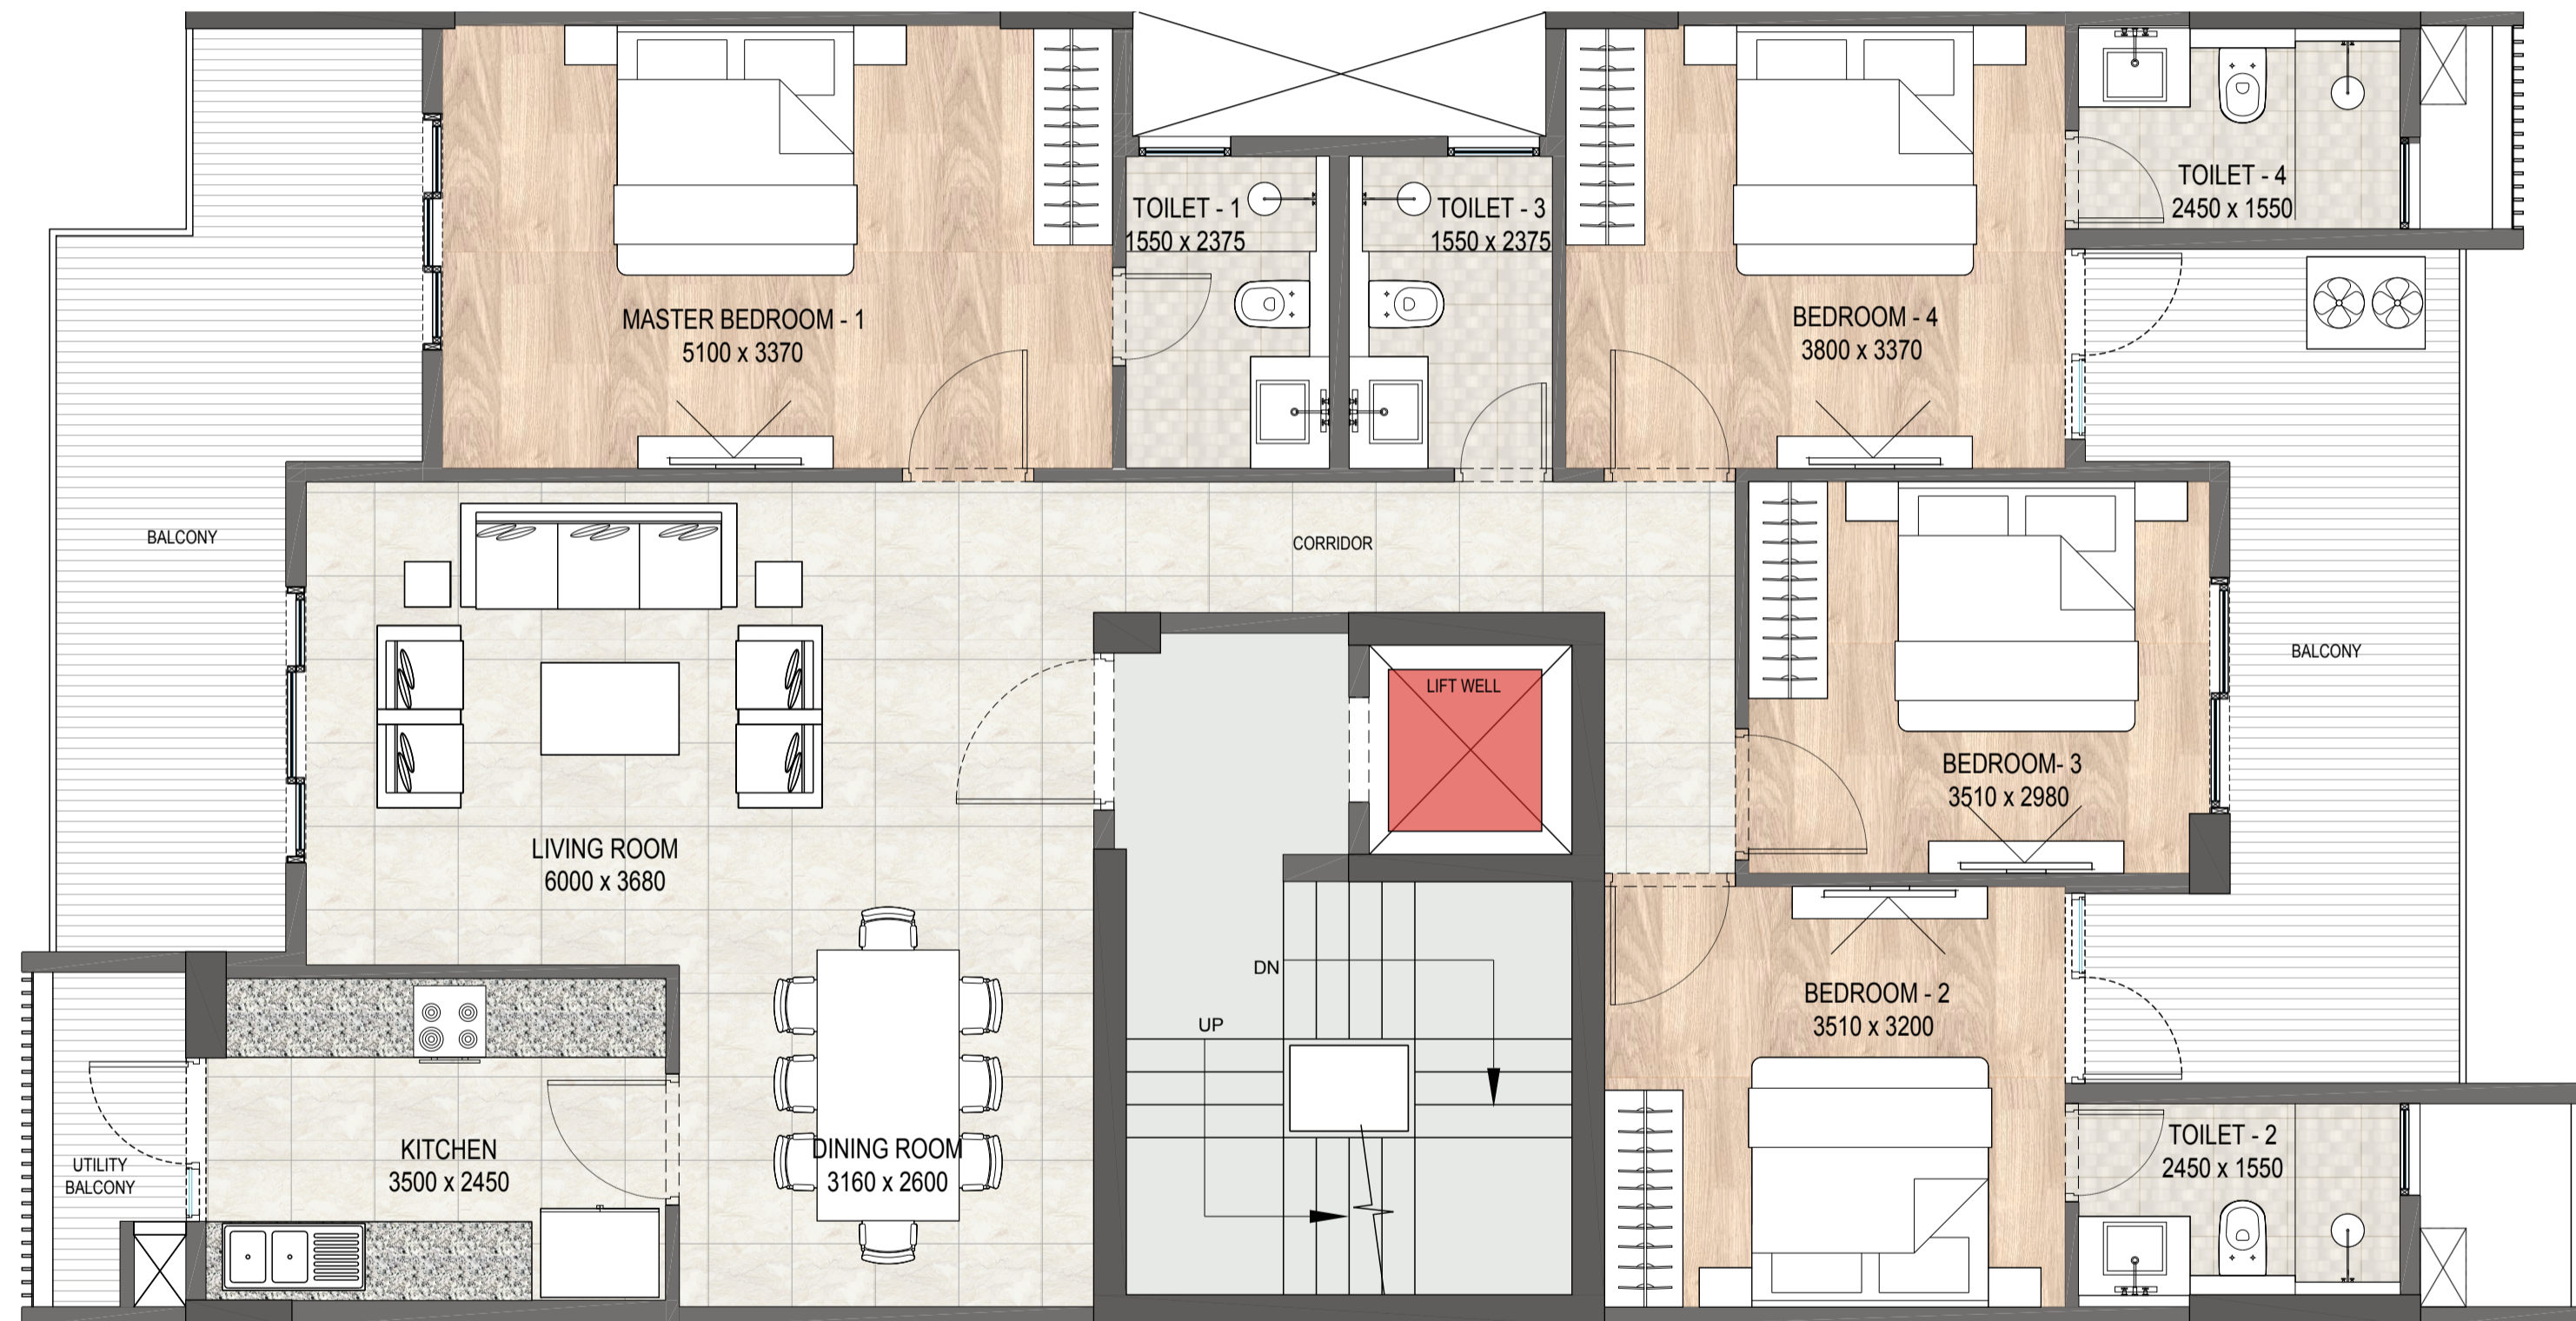 TOILET - 4
2450 x 1550
TOILET - 1
1550 x 2375
TOILET - 3
1550 x 2375
MASTER BEDROOM - 1
5100 x 3370
BEDROOM - 4
3800 x 3370
BALCONY
CORRIDOR
BALCONY
LIFT WELL
BEDROOM- 3
3510 x 2980
LIVING ROOM
6000 x 3680
DN
UP
BEDROOM - 2
3510 x 3200
UTILITY
BALCONY
KITCHEN
3500 x 2450
DINING ROOM
3160 x 2600
TOILET - 2
2450 x 1550